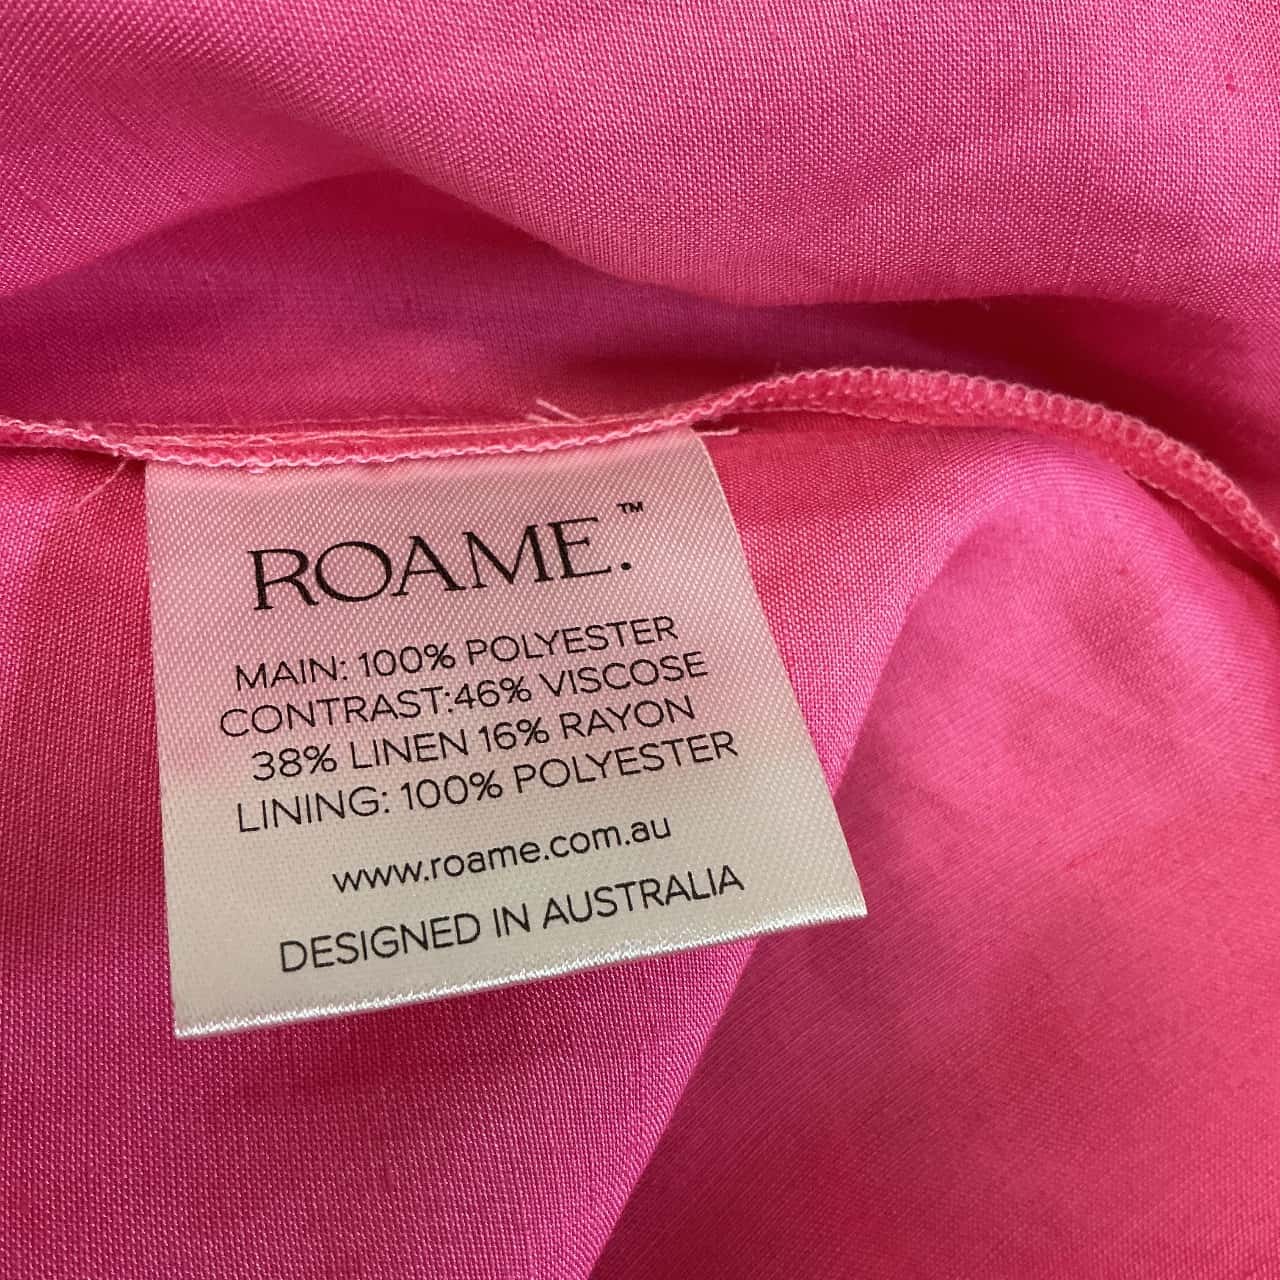 ROAME.™
MAIN: 100% POLYESTER
CONTRAST:46% VISCOSE
38% LINEN 16% RAYON
LINING: 100% POLYESTER
www.roame.com.au
DESIGNED IN AUSTRALIA